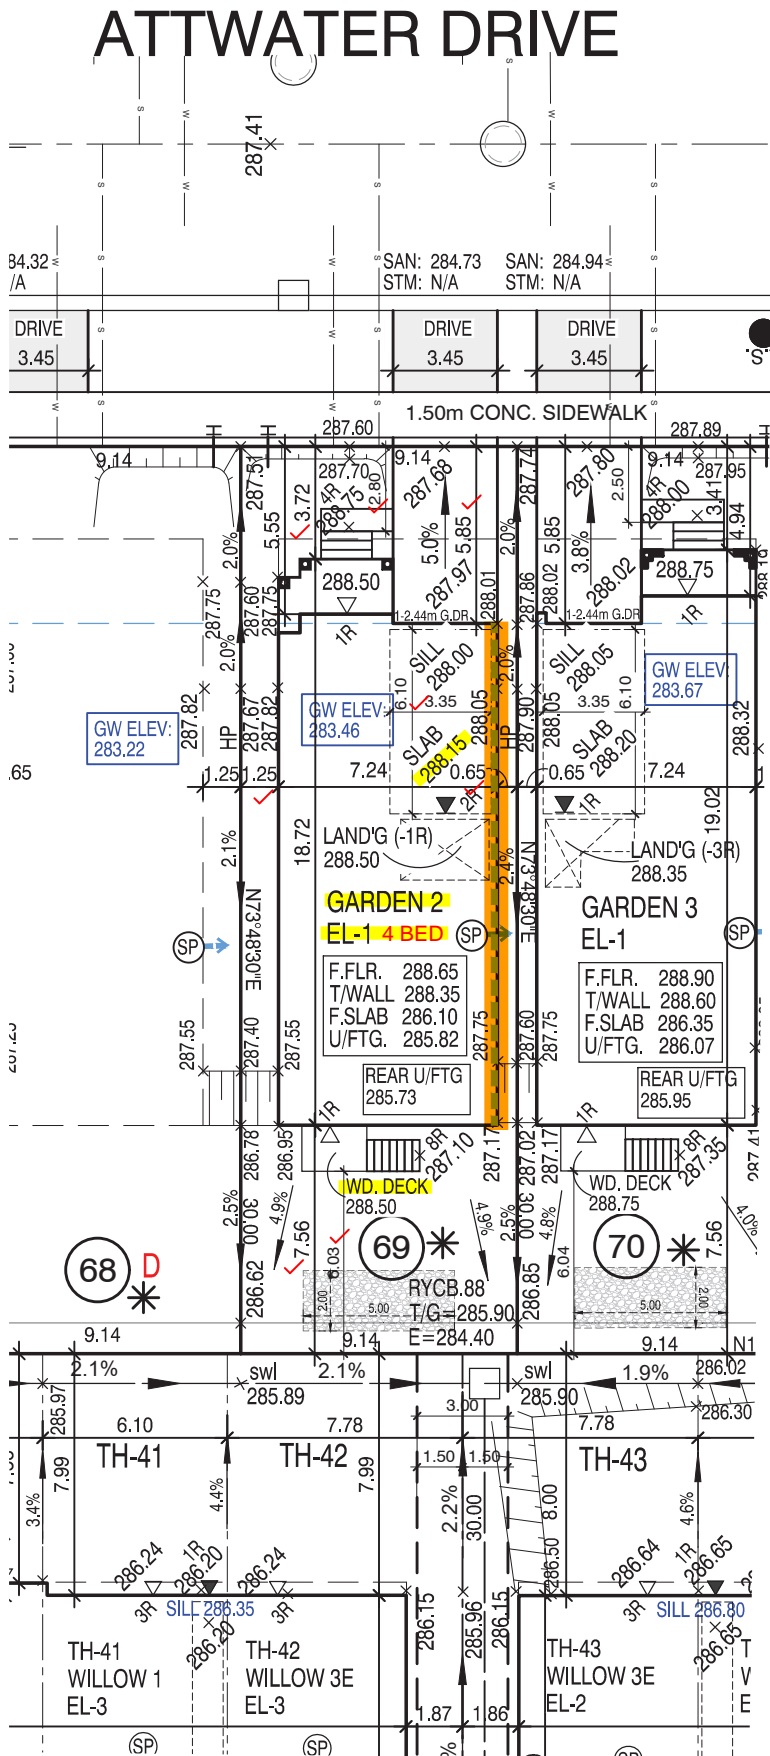 ATTWATER DRIVE
287.41
84.32
/A
SAN: 284.73
STM: N/A
SAN: 284.94
STM: N/A
DRIVE
3.45
DRIVE
3.45
DRIVE
3.45
"S"
1.50m CONC. SIDEWALK
287.60
287.89
9.14
287.51
287.70
9.14
287.68
287.74
287.80
9.14
287.95
4R
288.75
2.80
3.72
5.55
2.50
4R
288.00
3.41
4.94
2.0%
5.0%
5.85
2.0%
5.85
3.8%
288.19
288.50
288.75
287.75
287.60
287.75
287.97
288.01
287.86
288.02
288.02
1R
1-2.44m G.DR
1-2.44m G.DR
1R
2.0%
SILL
288.00
2.0%
SILL
288.05
GW ELEV:
283.22
GW ELEV:
283.46
GW ELEV:
283.67
287.82
287.67
287.82
HP
6.10
3.35
288.05
HP
287.90
288.05
3.35
6.10
288.32
SLAB
288.15
SLAB
288.20
.65
1.25
1.25
7.24
0.65
0.65
7.24
2R
1R
2.1%
18.72
19.02
LAND'G (-1R)
288.50
2.4%
LAND'G (-3R)
288.35
N73°48'30"E
N73°48'30"E
GARDEN 2
EL-1 4 BED
GARDEN 3
EL-1
SP
SP
SP
F.FLR. 288.65
T/WALL 288.35
F.SLAB 286.10
U/FTG. 285.82
F.FLR. 288.90
T/WALL 288.60
F.SLAB 286.35
U/FTG. 286.07
287.55
287.40
287.55
287.75
287.60
287.75
REAR U/FTG
285.73
REAR U/FTG
285.95
1R
8R
1R
8R
286.78
286.95
287.10
287.17
287.02
287.17
287.35
287.41
WD. DECK
288.50
WD. DECK
288.75
2.5%
30.00
4.9%
7.56
6.03
4.9%
2.5%
30.00
4.8%
6.04
7.56
4.0%
68
D
69
70
286.29
286.85
2.00
5.00
RYCB.88
T/G=285.90
E=284.40
5.00
2.00
9.14
9.14
9.14
N1
2.1%
swl
285.89
2.1%
swl
285.90
1.9%
286.02
285.97
3.00
286.30
6.10
7.78
7.78
TH-41
TH-42
TH-43
1.50
1.50
7.99
7.99
3.4%
4.4%
2.2%
30.00
8.00
4.6%
286.50
286.24
1R
286.20
286.24
286.64
1R
286.65
3R
SILL 286.35
3R
3R
SILL 286.80
286.20
286.15
285.96
286.15
286.65
TH-41
WILLOW 1
EL-3
TH-42
WILLOW 3E
EL-3
TH-43
WILLOW 3E
EL-2
1.87
1.86
SP
SP
SP